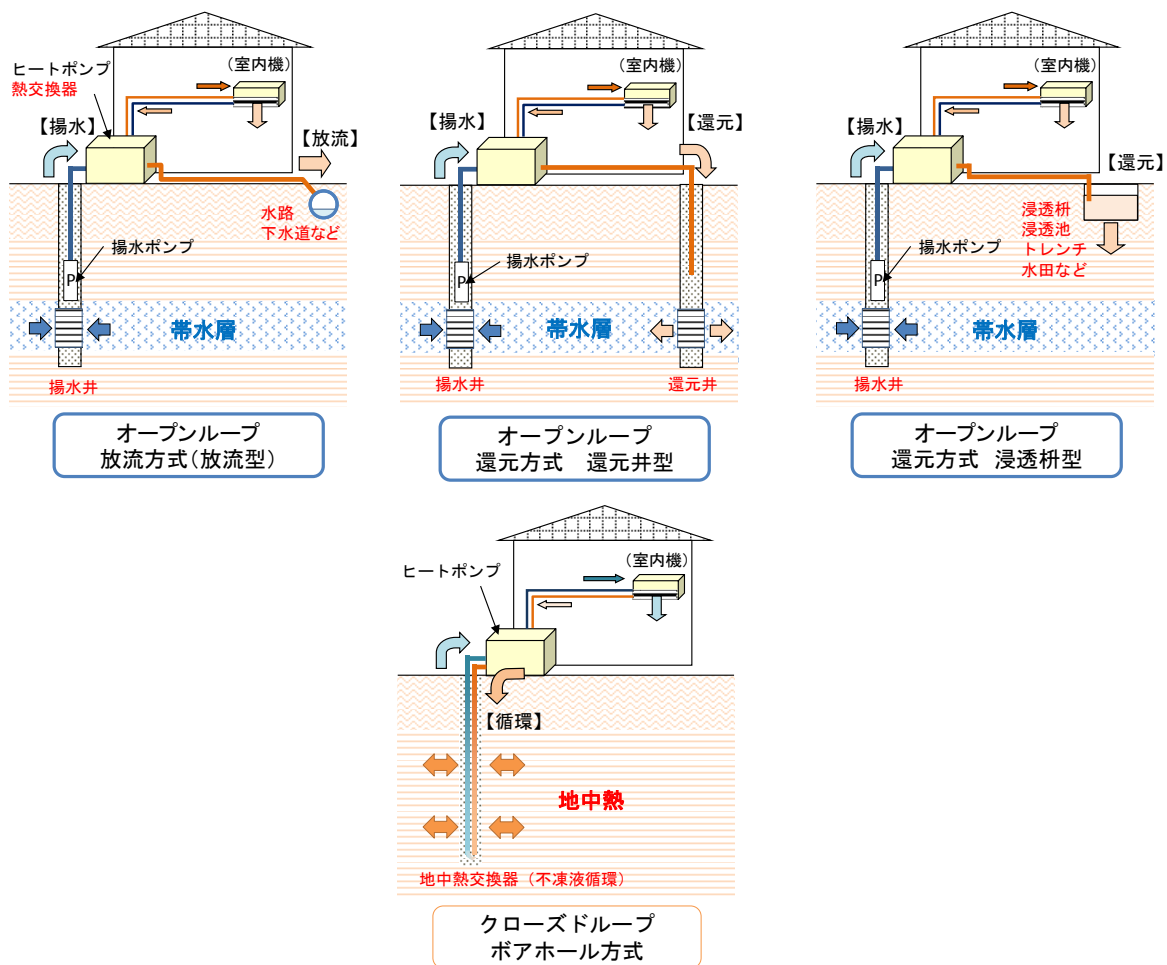 ヒートポンプ
熱交換器
(室内機)
【揚水】
【放流】
水路
下水道など
揚水ポンプ
P
帯水層
揚水井
オープンループ
放流方式(放流型)
(室内機)
【揚水】
【還元】
揚水ポンプ
P
帯水層
揚水井
還元井
オープンループ
還元方式　還元井型
(室内機)
【揚水】
【還元】
浸透枡
浸透池
トレンチ
水田など
揚水ポンプ
P
帯水層
揚水井
オープンループ
還元方式 浸透枡型
ヒートポンプ
(室内機)
【循環】
地中熱
地中熱交換器(不凍液循環)
クローズドループ
ボアホール方式